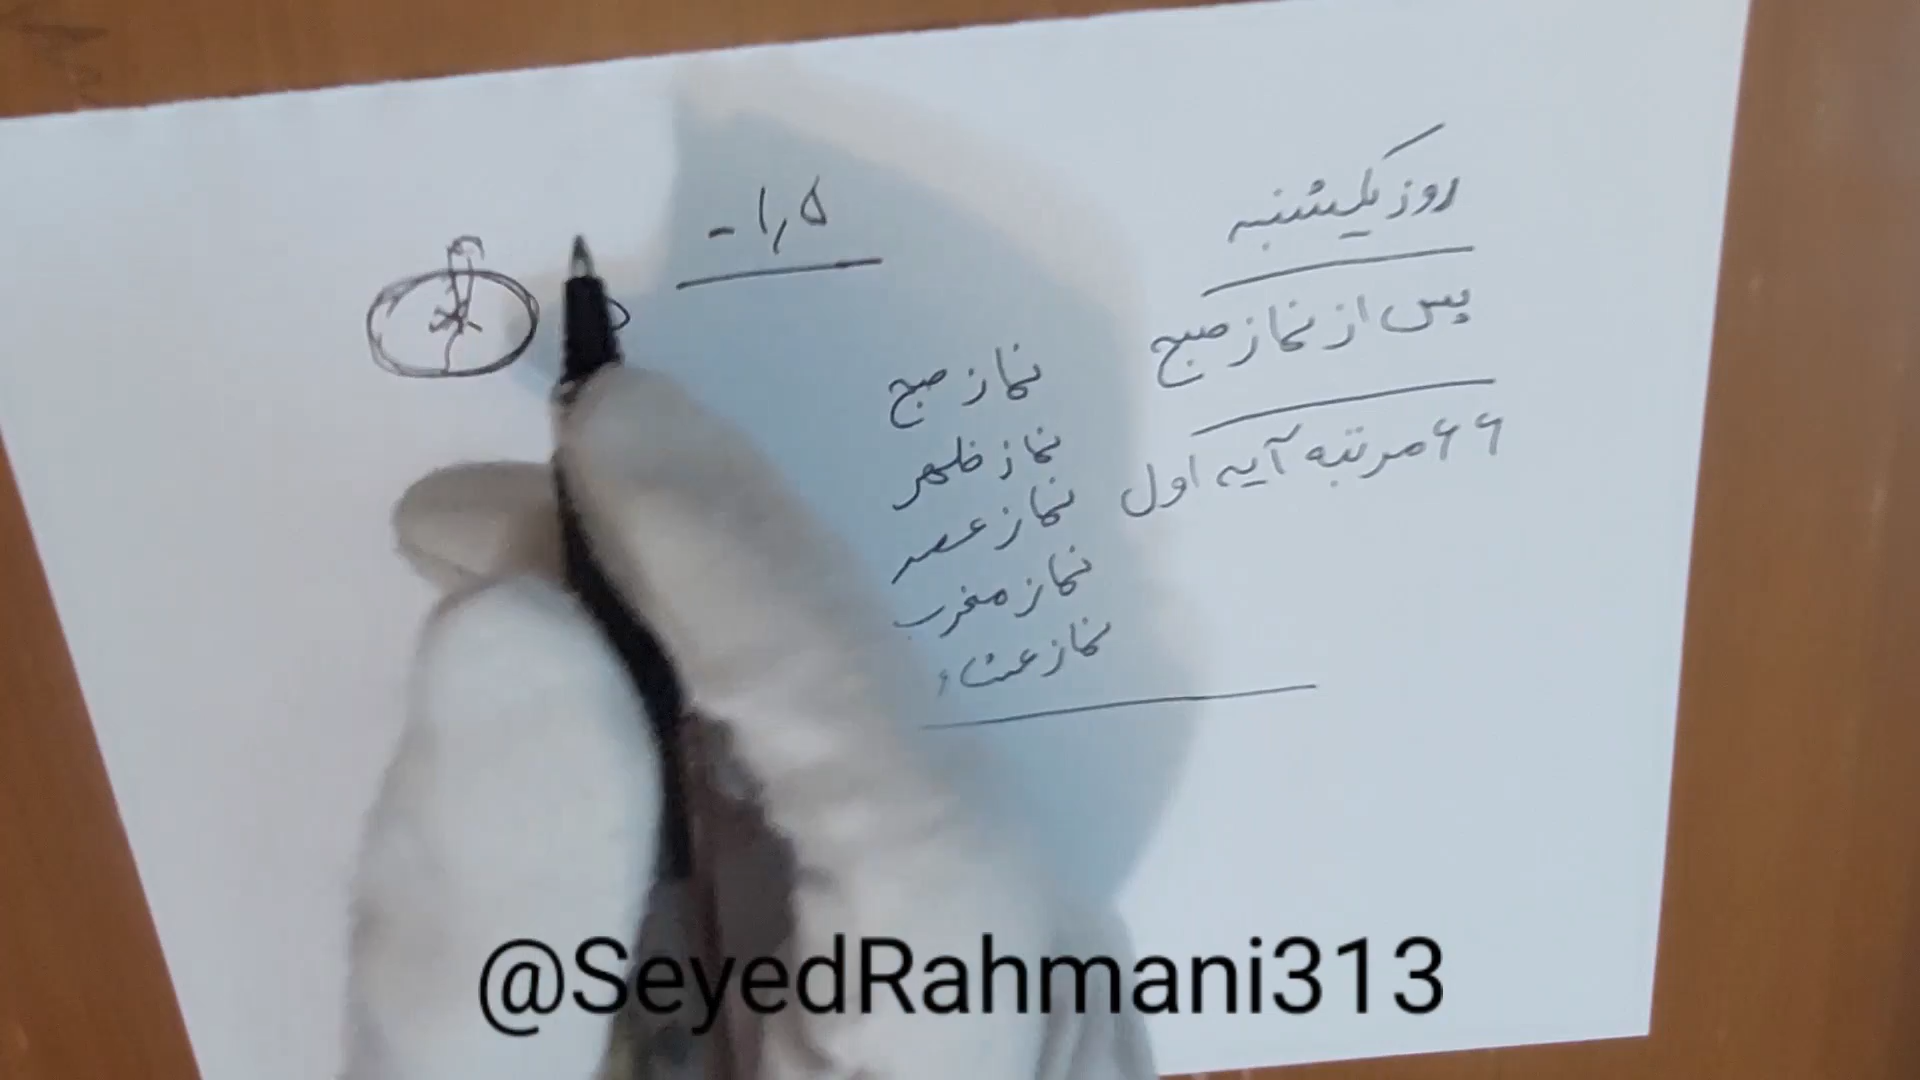 روز یکشنبه
پس از نماز صبح
۶۶ مرتبه آیه اول
-۱,۵
نماز صبح
نماز ظهر
نماز عصر
نماز مغرب
نماز عشاء
@SeyedRahmani313